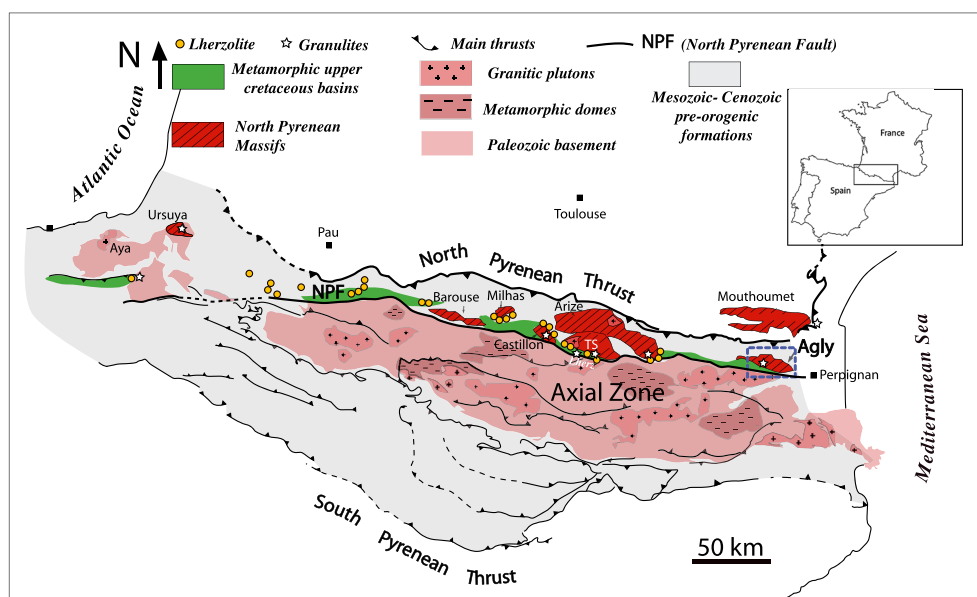 N
Lherzolite
Granulites
Main thrusts
NPF (North Pyrenean Fault)
Metamorphic upper
cretaceous basins
Granitic plutons
Mesozoic- Cenozoic
pre-orogenic
formations
Metamorphic domes
North Pyrenean
Massifs
Paleozoic basement
Atlantic Ocean
France
Spain
Toulouse
Ursuya
Pau
Aya
North Pyrenean Thrust
NPF
Barouse
Milhas
Arize
Mouthoumet
Castillon
TS
Agly
Perpignan
Axial Zone
Mediterranean Sea
South Pyrenean Thrust
50 km